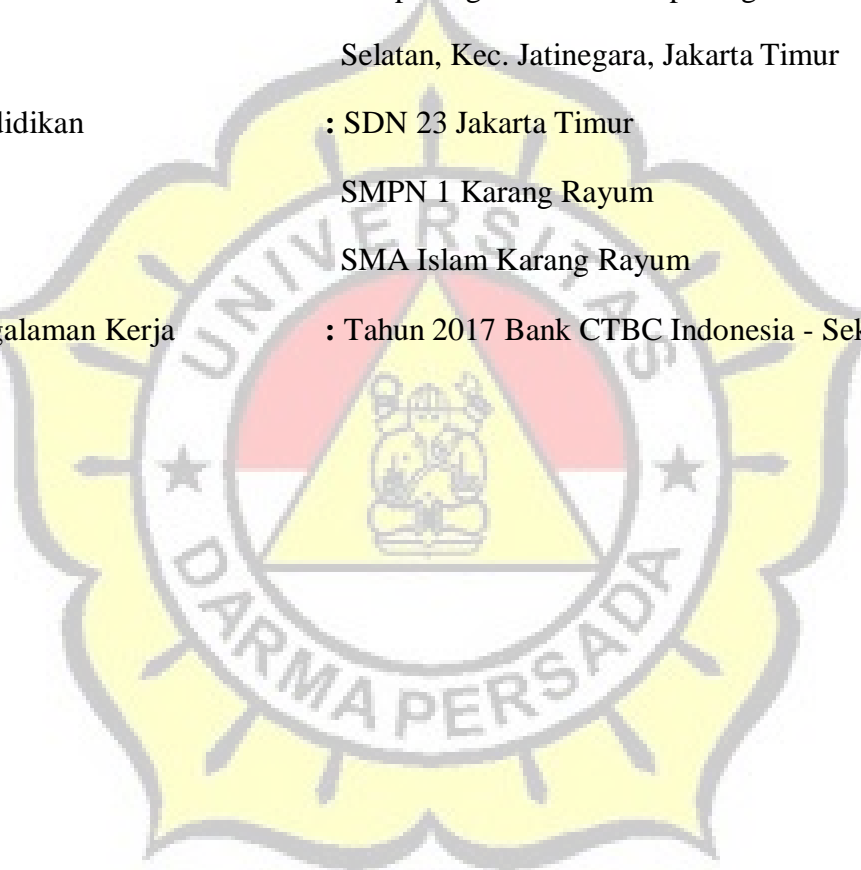 Selatan, Kec. Jatinegara, Jakarta Timur
: SDN 23 Jakarta Timur
SMPN 1 Karang Rayum
SMA Islam Karang Rayum
: Tahun 2017 Bank CTBC Indonesia -
UNIVERSITAS
DARMA PERSADA